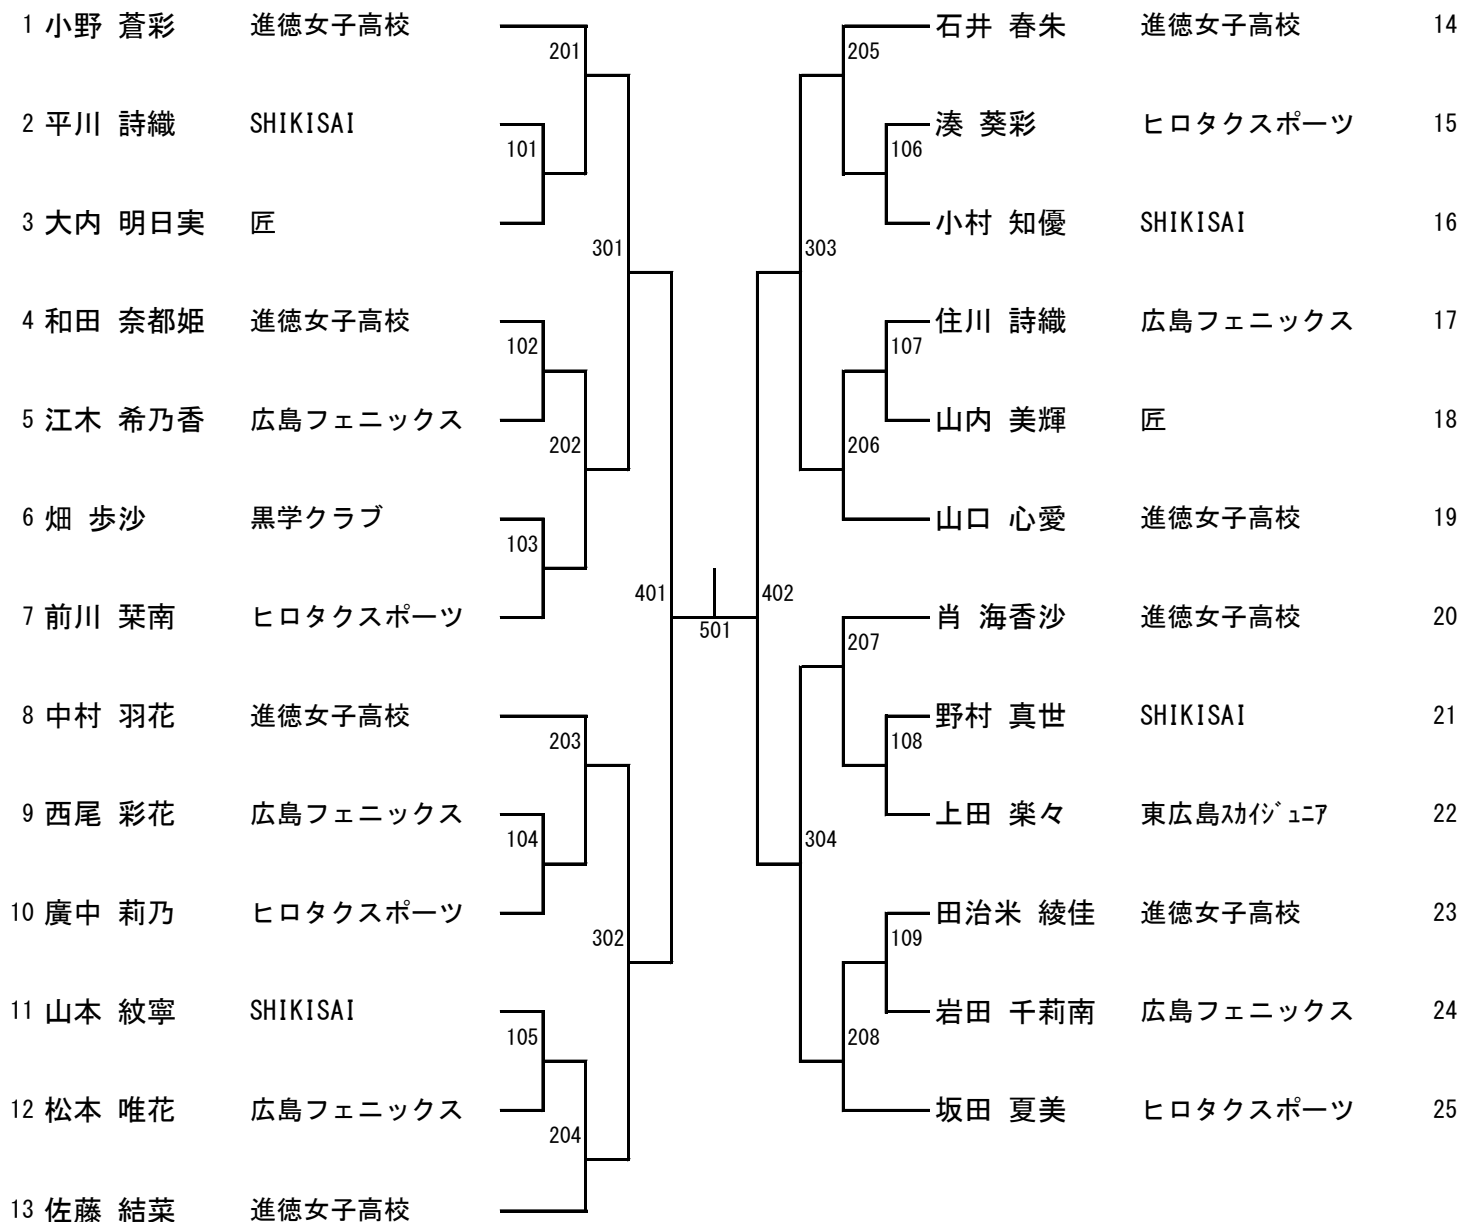 1 小野 蒼彩 進徳女子高校
201
2 平川 詩織 SHIKISAI
101
3 大内 明日実 匠
301
4 和田 奈都姫 進徳女子高校
102
5 江木 希乃香 広島フェニックス
202
6 畑 歩沙 黒学クラブ
103
401
7 前川 栞南 ヒロタクスポーツ
8 中村 羽花 進徳女子高校
203
9 西尾 彩花 広島フェニックス
104
10 廣中 莉乃 ヒロタクスポーツ
302
11 山本 紋寧 SHIKISAI
105
12 松本 唯花 広島フェニックス
204
13 佐藤 結菜 進徳女子高校
501
石井 春朱 進徳女子高校 14
205
湊 葵彩 ヒロタクスポーツ 15
106
小村 知優 SHIKISAI 16
303
住川 詩織 広島フェニックス 17
107
山内 美輝 匠 18
206
山口 心愛 進徳女子高校 19
402
肖 海香沙 進徳女子高校 20
207
野村 真世 SHIKISAI 21
108
上田 楽々 東広島ｽｶｲｼﾞｭﾆｱ 22
304
田治米 綾佳 進徳女子高校 23
109
岩田 千莉南 広島フェニックス 24
208
坂田 夏美 ヒロタクスポーツ 25